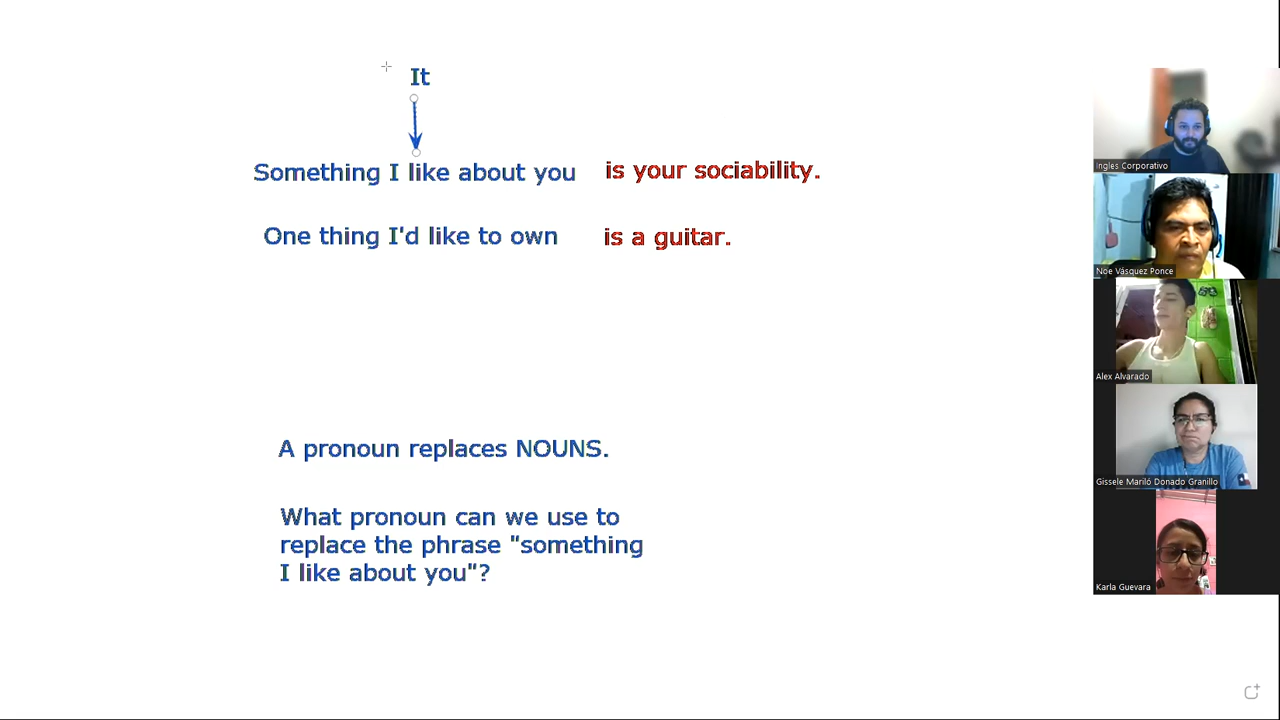 It
Something I like about you is your sociability.
One thing I'd like to own is a guitar.
A pronoun replaces NOUNS.
What pronoun can we use to
replace the phrase "something
I like about you"?
Ingles Corporativo
Noe Vásquez Ponce
Alex Alvarado
Gissele Mariló Donado Granillo
Karla Guevara